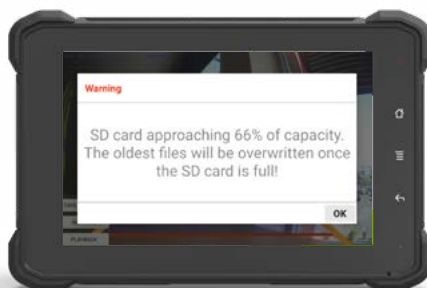 Warning
SD card approaching 66% of capacity.
The oldest files will be overwritten once
the SD card is full!
OK
PLAYBACK